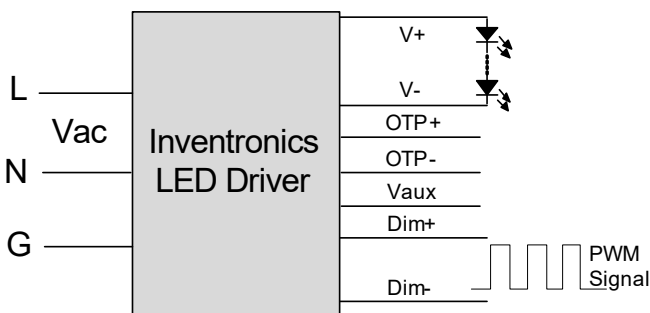 V+
L
V-
OTP+
Vac
Inventronics
LED Driver
OTP-
N
Vaux
Dim+
G
PWM
Signal
Dim-